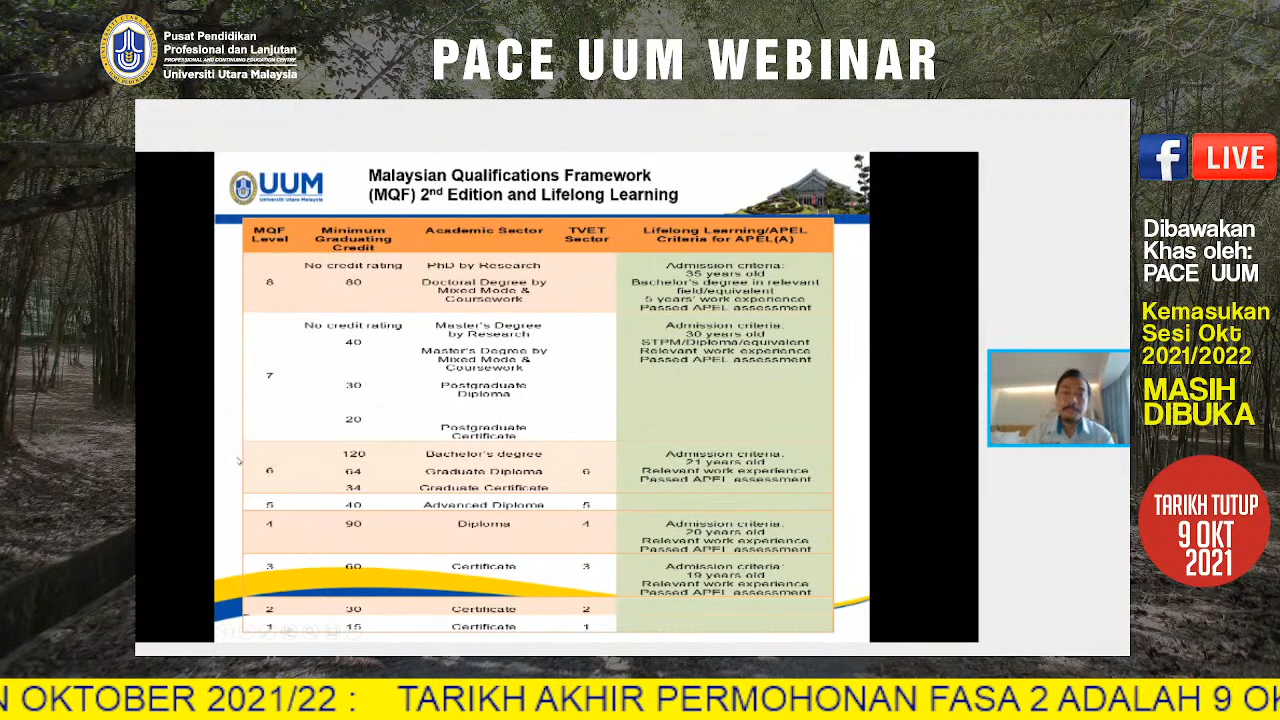 Pusat Pendidikan
Profesional dan Lanjutan
PROFESSIONAL AND CONTINUING EDUCATION CENTRE
Universiti Utara Malaysia
PACE UUM WEBINAR
UUM
Universiti Utara Malaysia
Malaysian Qualifications Framework
(MQF) 2nd Edition and Lifelong Learning
MQF Level
Minimum Graduating Credit
Academic Sector
TVET Sector
Lifelong Learning/APEL Criteria for APEL(A)
8
No credit rating
80
PhD by Research
Doctoral Degree by
Mixed Mode &
Coursework
Admission criteria:
35 years old
Bachelor's degree in relevant
field/equivalent
5 years' work experience
Passed APEL assessment
7
No credit rating
40
30
20
Master's Degree
by Research
Master's Degree by
Mixed Mode &
Coursework
Postgraduate
Diploma
Postgraduate
Certificate
Admission criteria:
30 years old
STPM/Diploma/equivalent
Relevant work experience
Passed APEL assessment
6
120
64
34
Bachelor's degree
Graduate Diploma
Graduate Certificate
6
Admission criteria:
21 years old
Relevant work experience
Passed APEL assessment
5 40 Advanced Diploma 5
4 90 Diploma 4
Admission criteria:
20 years old
Relevant work experience
Passed APEL assessment
3 60 Certificate 3
Admission criteria:
19 years old
Relevant work experience
Passed APEL assessment
2 30 Certificate 2
1 15 Certificate 1
f LIVE
Dibawakan
Khas oleh:
PACE UUM
Kemasukan
Sesi Okt
2021/2022
MASIH
DIBUKA
TARIKH TUTUP
9 OKT
2021
N OKTOBER 2021/22 : TARIKH AKHIR PERMOHONAN FASA 2 ADALAH 9 OK